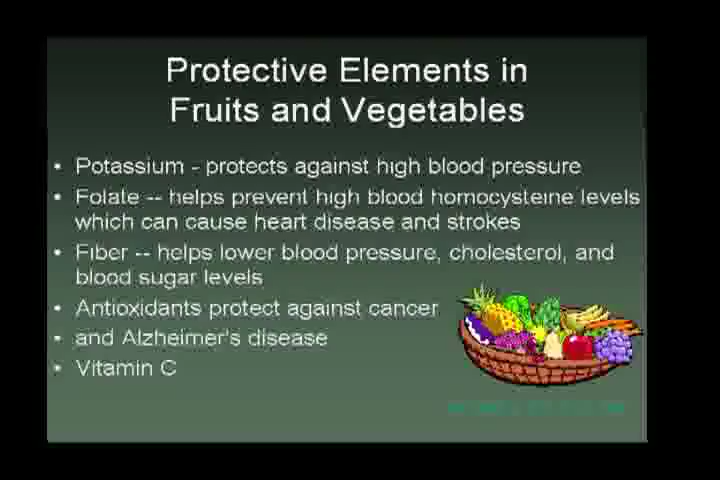 Protective Elements in
Fruits and Vegetables
• Potassium - protects against high blood pressure
• Folate -- helps prevent high blood homocysteine levels
which can cause heart disease and strokes
• Fiber -- helps lower blood pressure, cholesterol, and
blood sugar levels
• Antioxidants protect against cancer
• and Alzheimer's disease
• Vitamin C